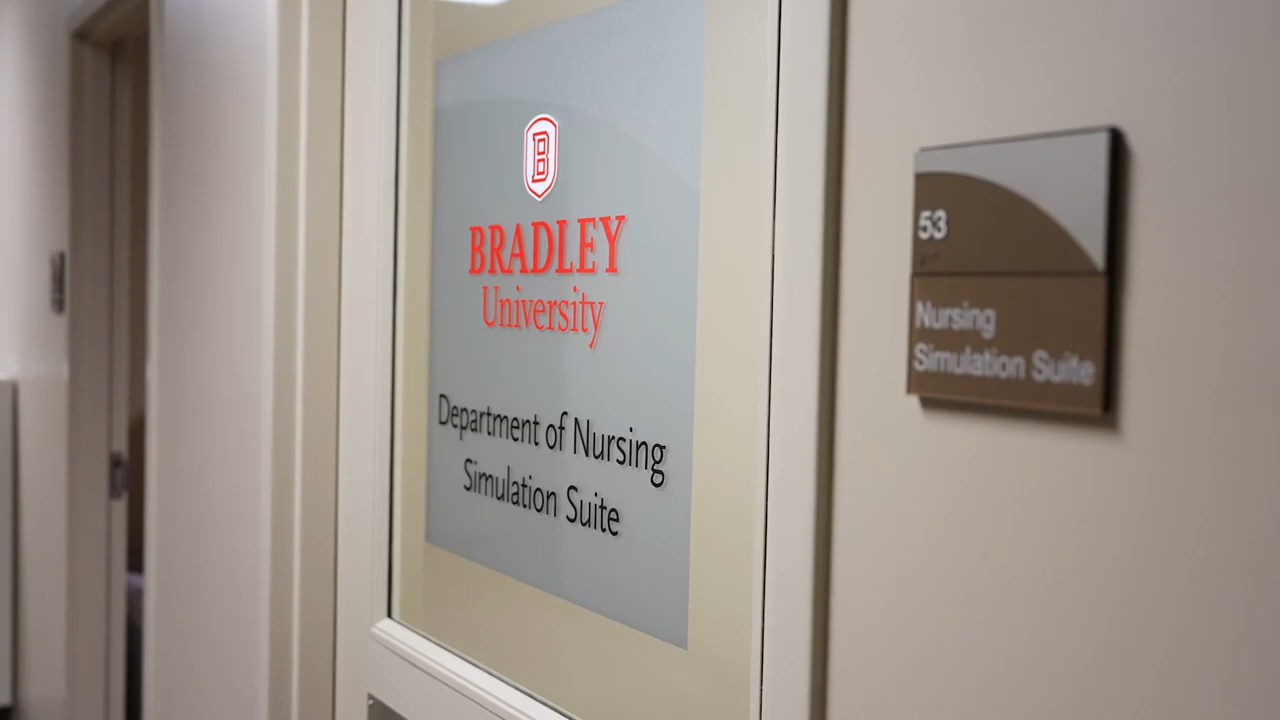 B
BRADLEY
University
Department of Nursing
Simulation Suite
53
Nursing
Simulation Suite